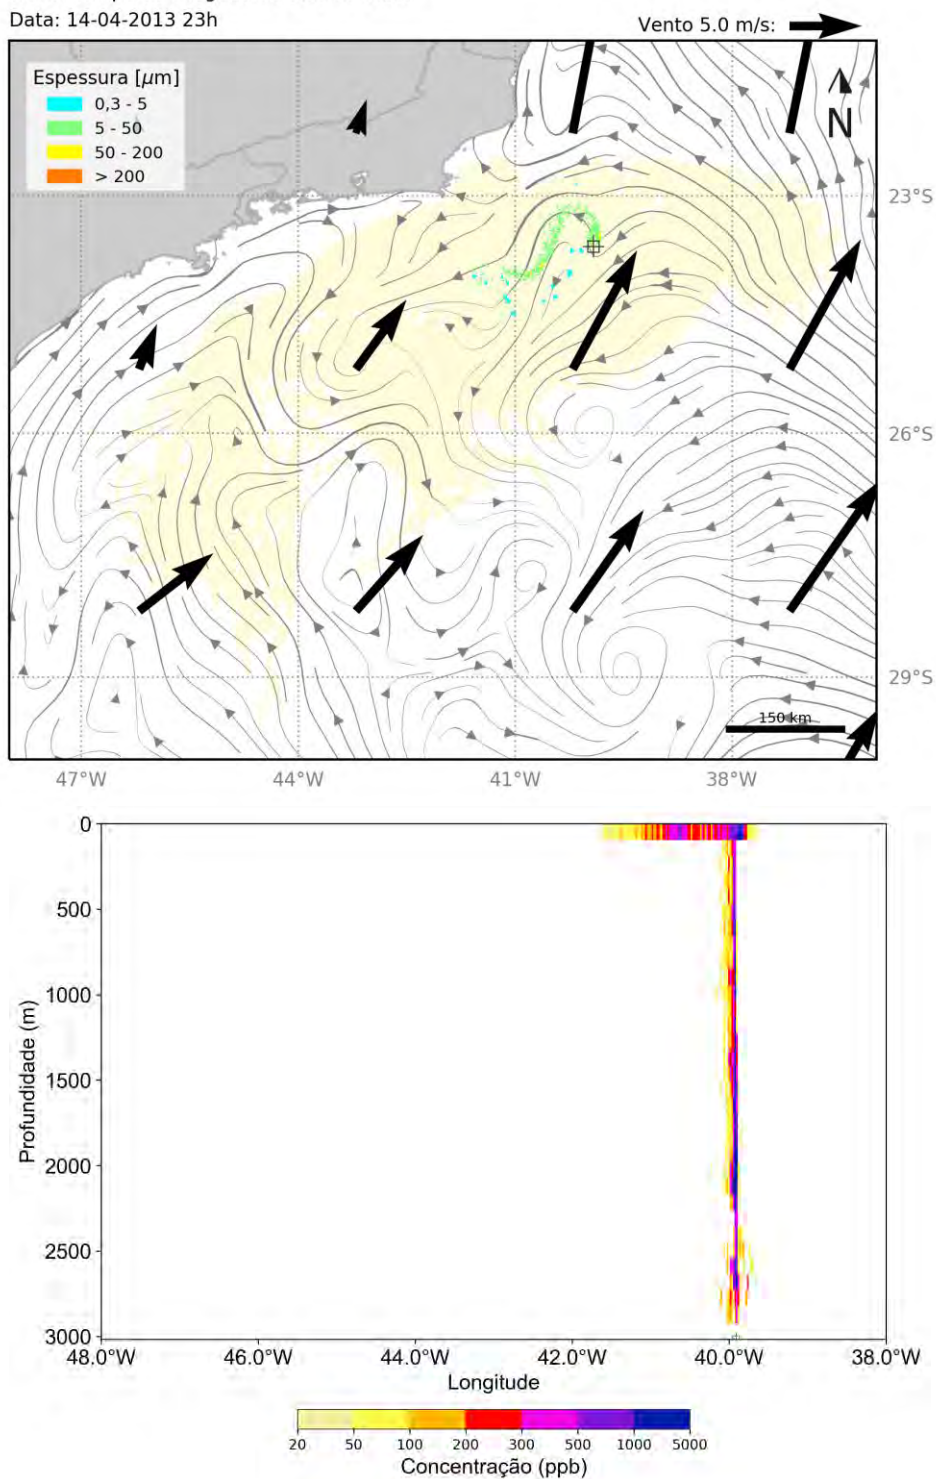 Data: 14-04-2013 23h
Vento 5.0 m/s:
Espessura [μm]
0,3 - 5
5 - 50
50 - 200
> 200
N
23°S
26°S
29°S
150 km
47°W 44°W 41°W 38°W
0
500
1000
1500
2000
2500
3000
Profundidade (m)
48.0°W 46.0°W 44.0°W 42.0°W 40.0°W 38.0°W
Longitude
20 50 100 200 300 500 1000 5000
Concentração (ppb)